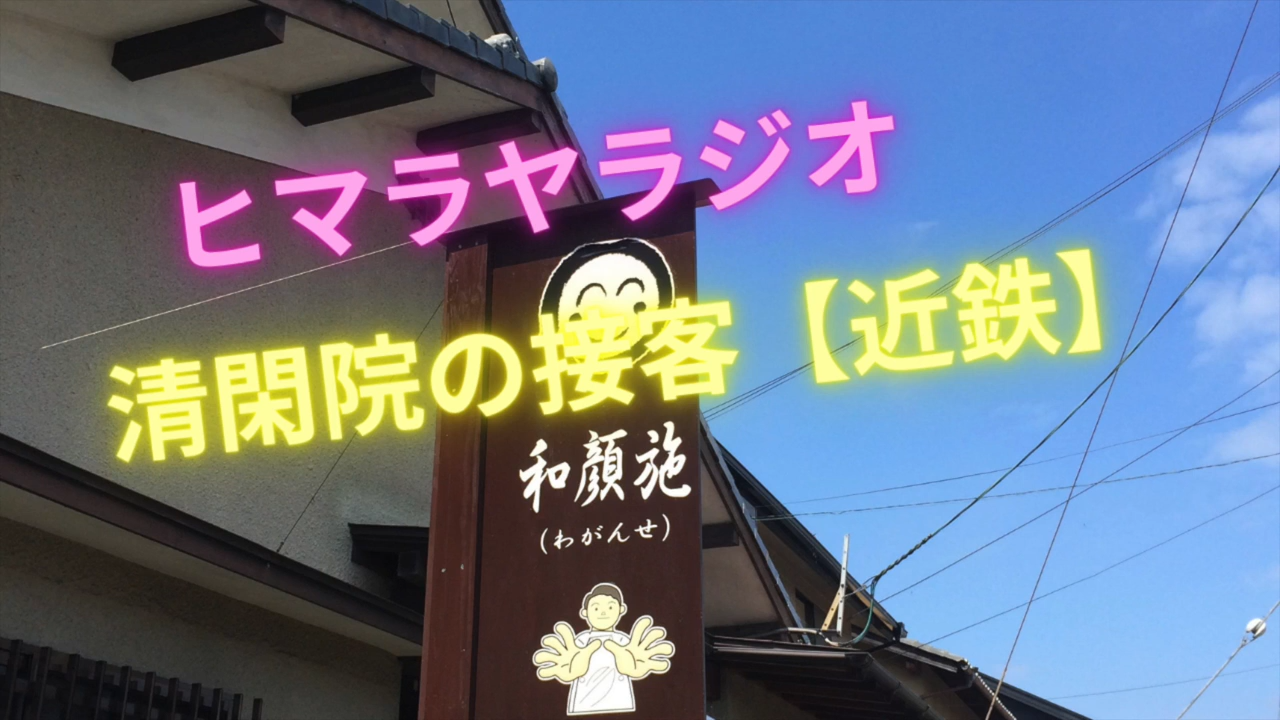 ヒマラヤラジオ
清閑院の接客【近鉄】
和顔施
（わがんせ）